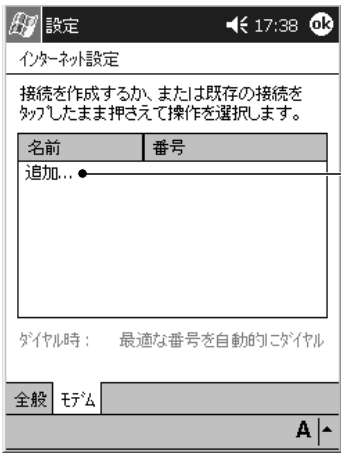 設定 17:38 ok
インターネット設定
接続を作成するか、または既存の接続を
タップしたまま押さえて操作を選択します。
名前 番号
追加...
ダイヤル時： 最適な番号を自動的にダイヤル
全般 モデム
A